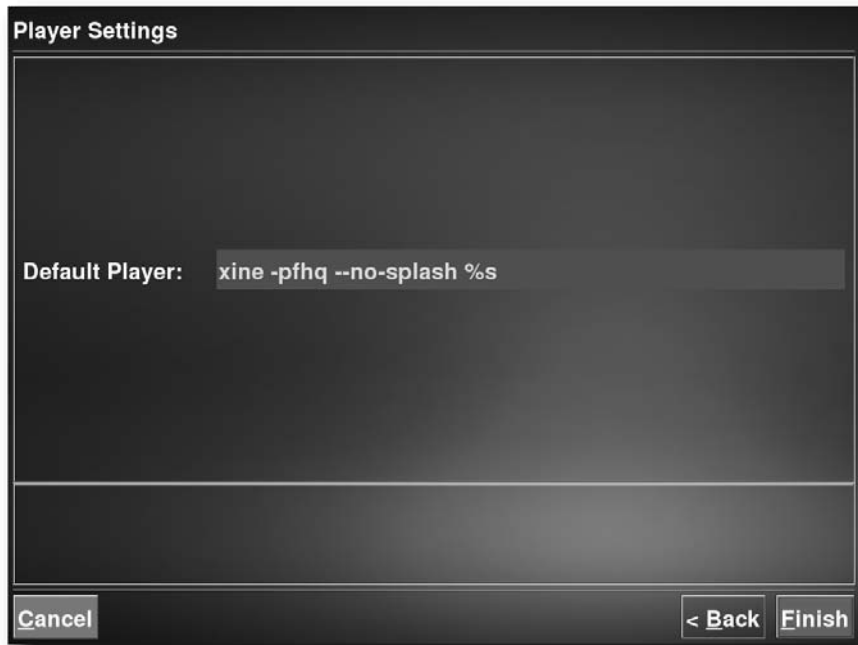 Player Settings
Default Player: xine -pfhq --no-splash %s
Cancel < Back Finish